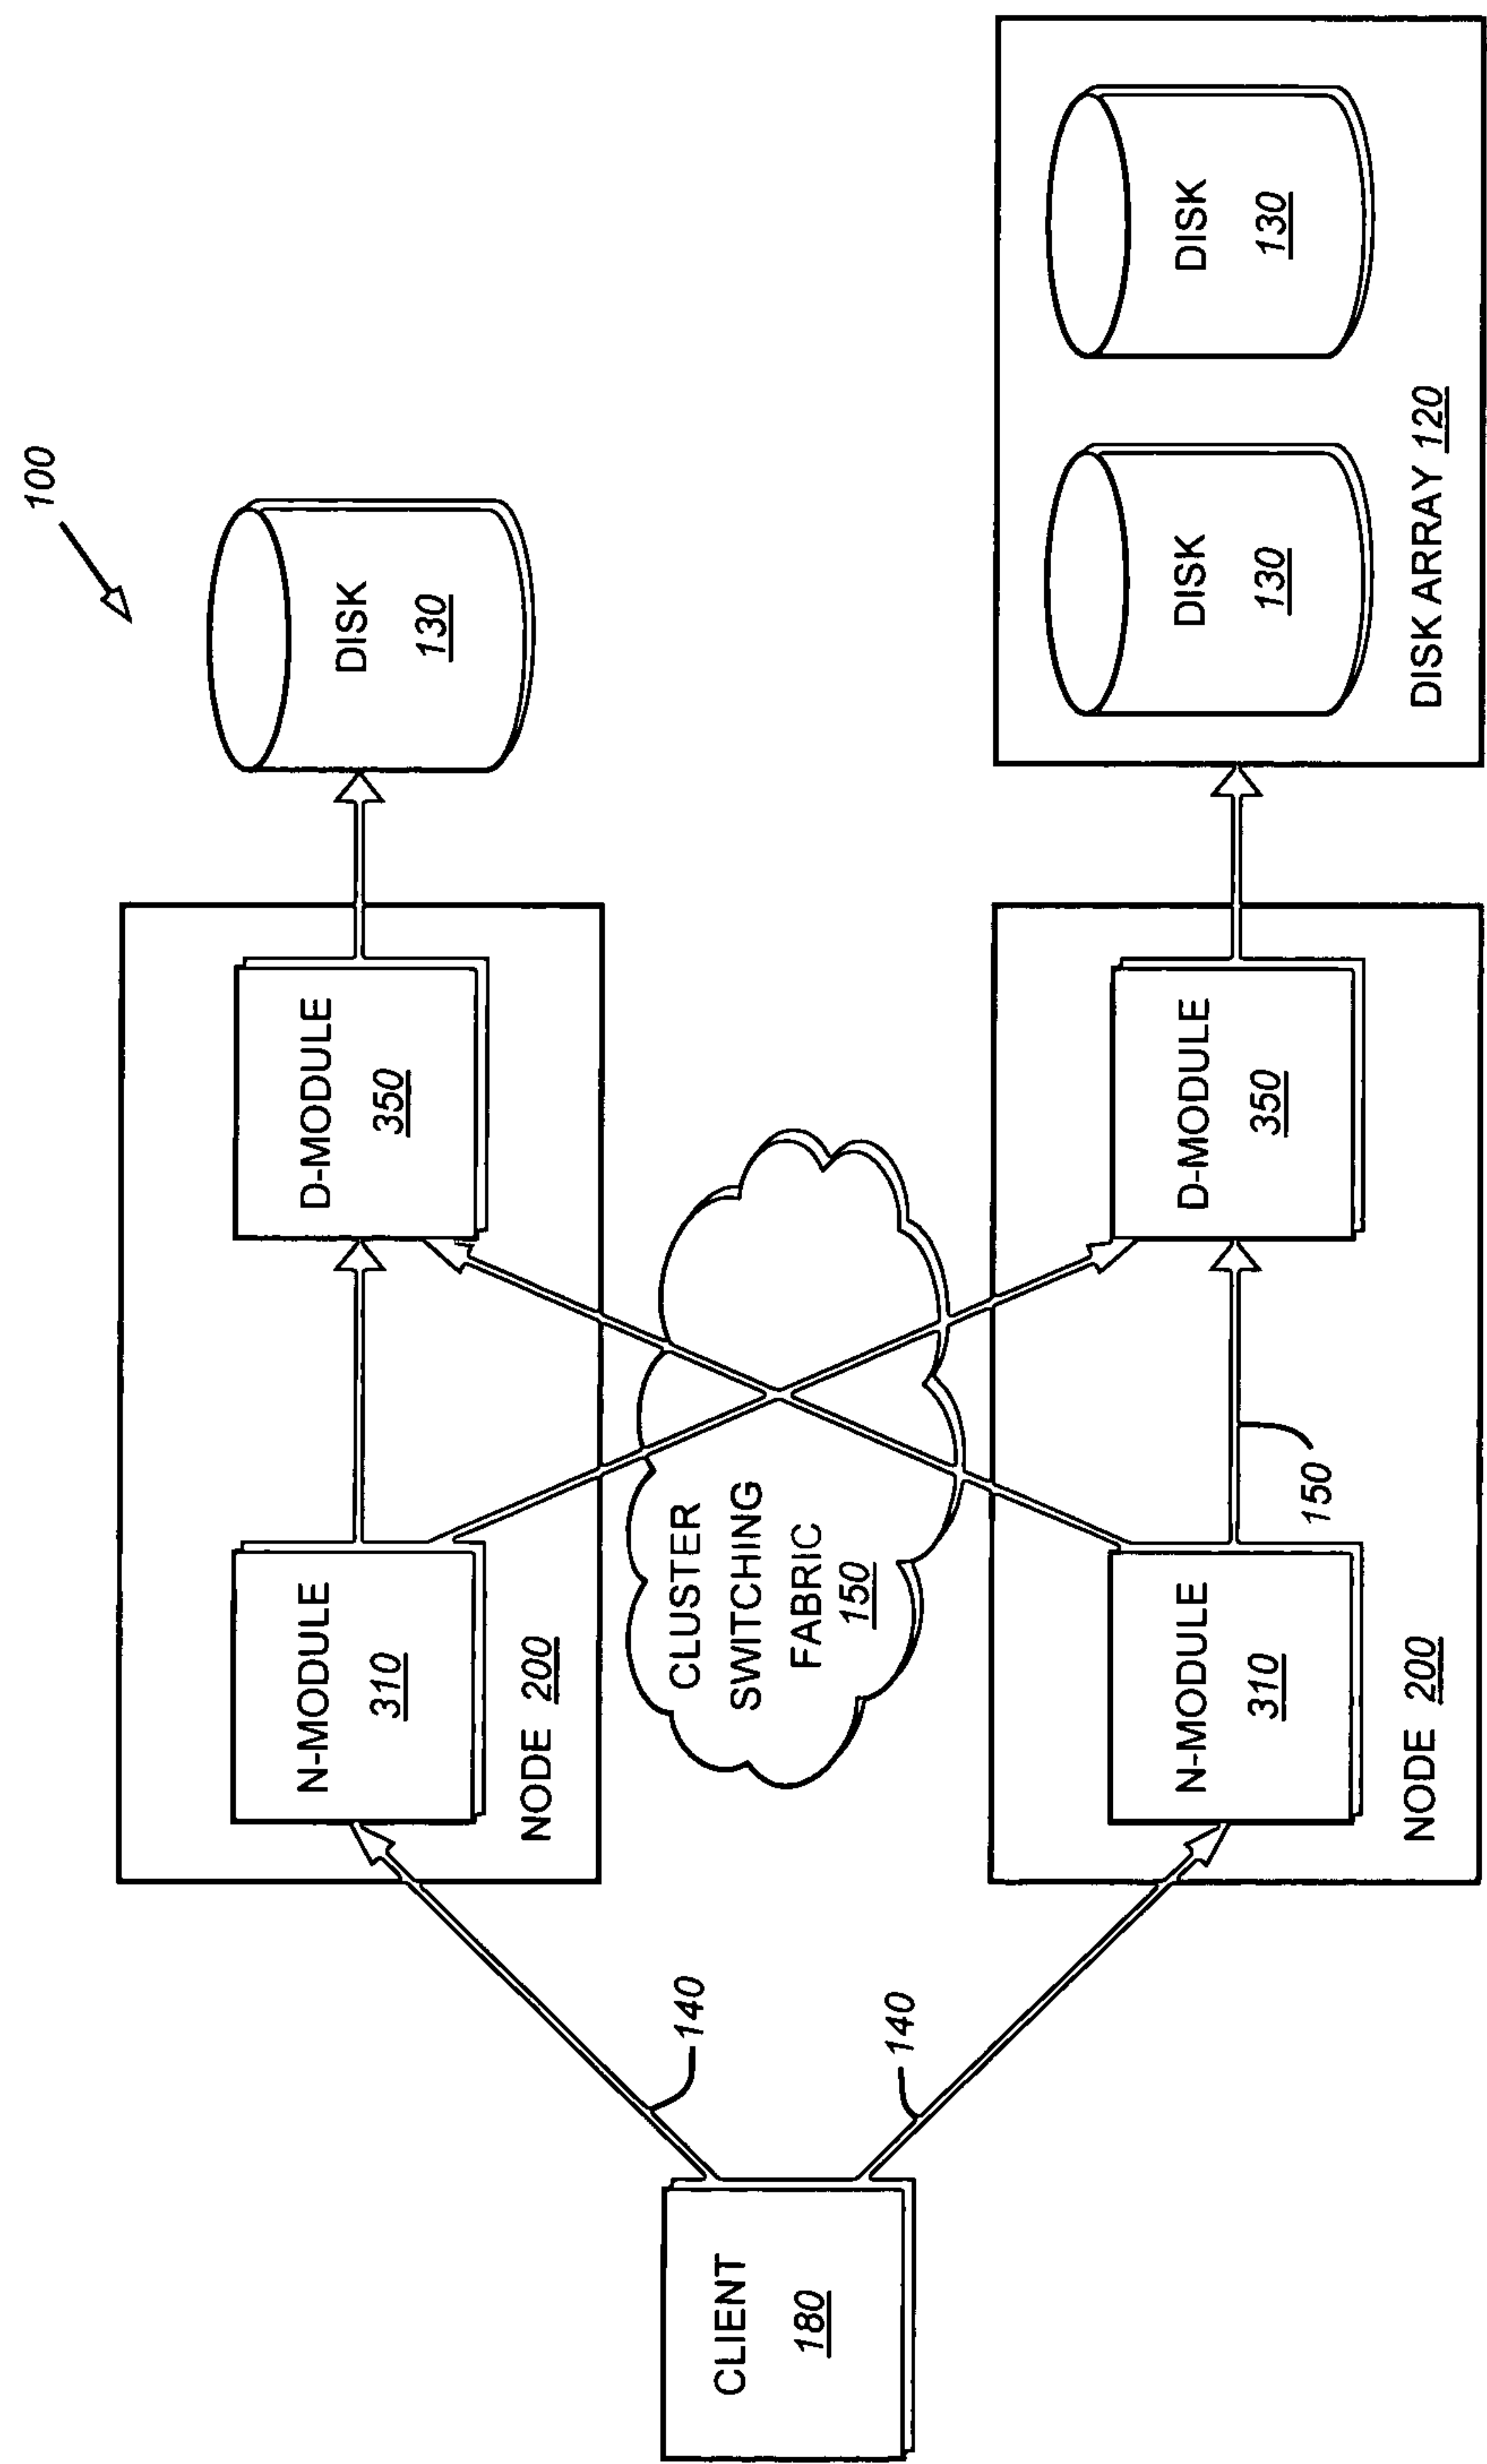 100
CLIENT
180
140
140
N-MODULE
310
NODE 200
D-MODULE
350
DISK
130
CLUSTER
SWITCHING
FABRIC
150
N-MODULE
310
NODE 200
150
D-MODULE
350
DISK
130
DISK
130
DISK ARRAY 120